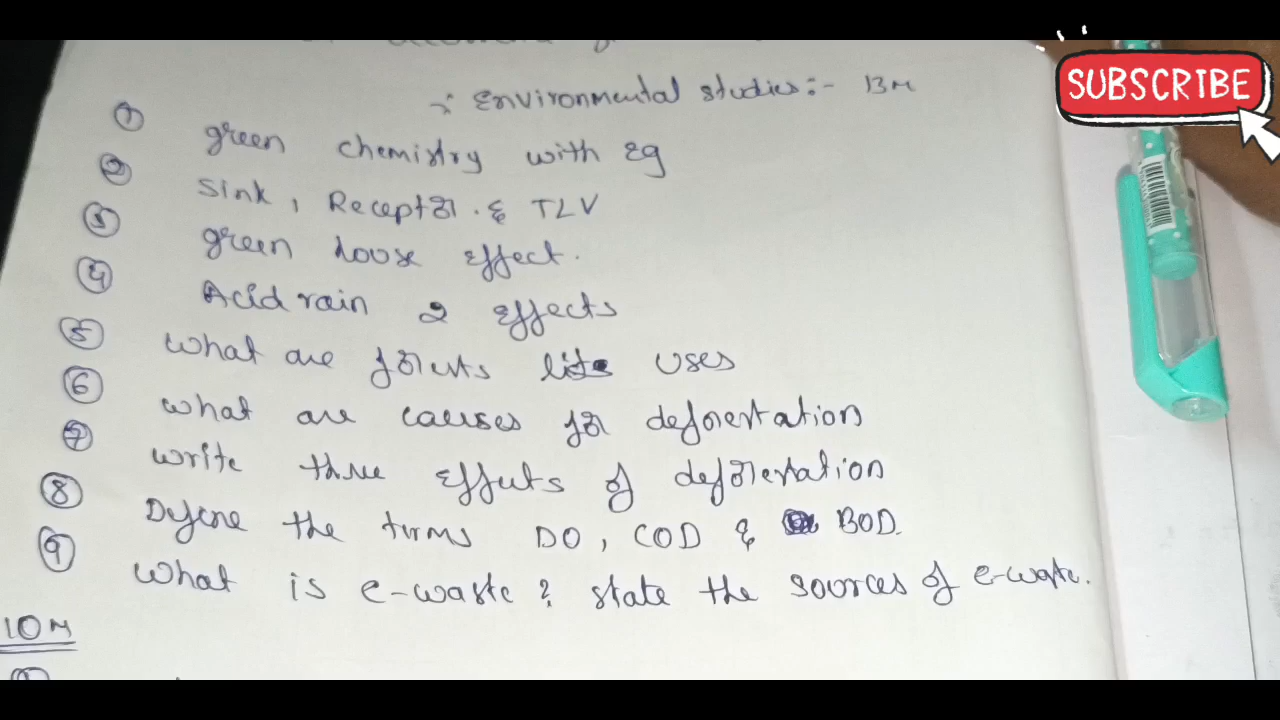 SUBSCRIBE
:- Environmental studies:- 13M
① green chemistry with eg
② Sink, Receptor & TLV
③ green house effect.
④ Acid rain 2 effects
⑤ What are forests uses
⑥ What are causes for deforestation
⑦ Write three effects of deforestation
⑧ Define the terms DO, COD & BOD.
⑨ What is e-waste? state the sources of e-waste.
10M